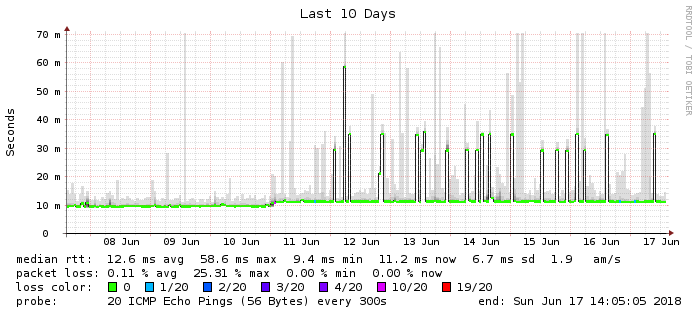 Last 10 Days
RRDTOOL / TOBI OETIKER
Seconds
70 m
60 m
50 m
40 m
30 m
20 m
10 m
0
08 Jun 09 Jun 10 Jun 11 Jun 12 Jun 13 Jun 14 Jun 15 Jun 16 Jun 17 Jun
median rtt: 12.6 ms avg 58.6 ms max 9.4 ms min 11.2 ms now 6.7 ms sd 1.9 am/s
packet loss: 0.11 % avg 25.31 % max 0.00 % min 0.00 % now
loss color: 0 1/20 2/20 3/20 4/20 10/20 19/20
probe: 20 ICMP Echo Pings (56 Bytes) every 300s end: Sun Jun 17 14:05:05 2018